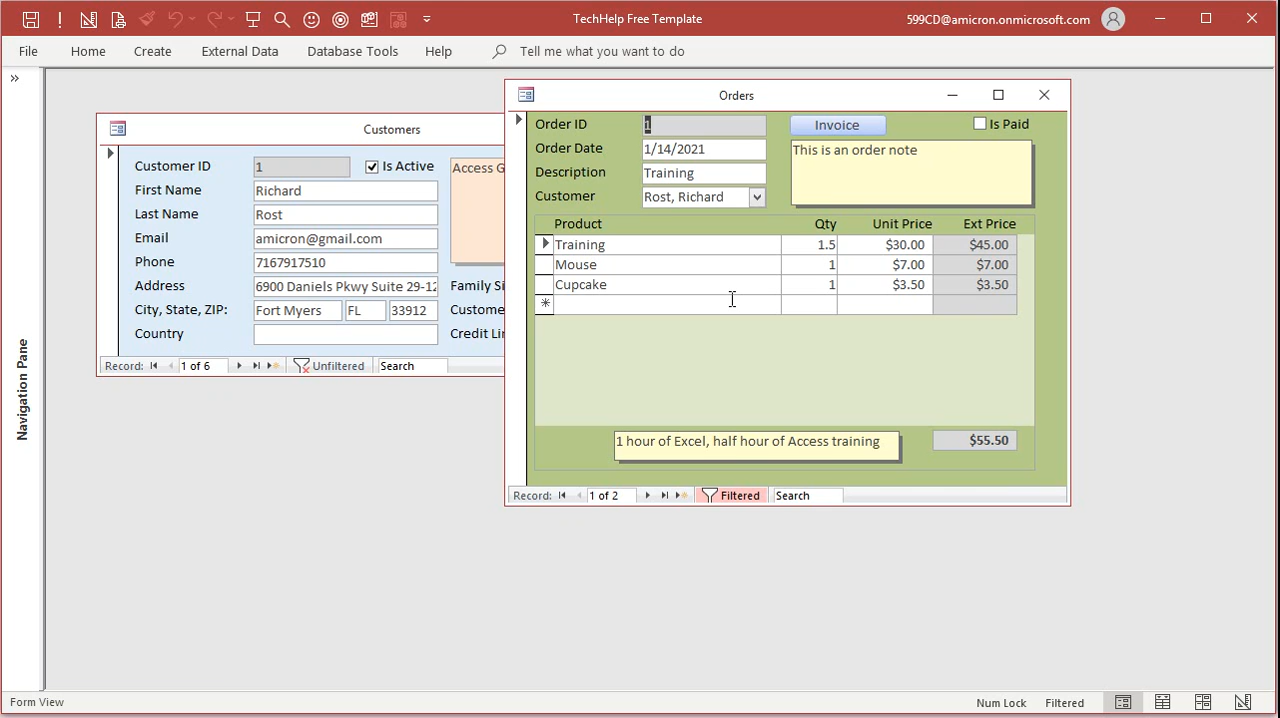 TechHelp Free Template
599CD@amicron.onmicrosoft.com
File Home Create External Data Database Tools Help Tell me what you want to do
Navigation Pane
Customers
Customer ID 1 Is Active
First Name Richard
Last Name Rost
Email amicron@gmail.com
Phone 7167917510
Address 6900 Daniels Pkwy Suite 29-12
City, State, ZIP: Fort Myers FL 33912
Country
Access G
Family Si
Custome
Credit Lin
Record: 1 of 6 Unfiltered Search
Orders
Order ID 1 Invoice Is Paid
Order Date 1/14/2021
Description Training
Customer Rost, Richard
This is an order note
Product Qty Unit Price Ext Price
Training 1.5 $30.00 $45.00
Mouse 1 $7.00 $7.00
Cupcake 1 $3.50 $3.50
1 hour of Excel, half hour of Access training $55.50
Record: 1 of 2 Filtered Search
Form View Num Lock Filtered